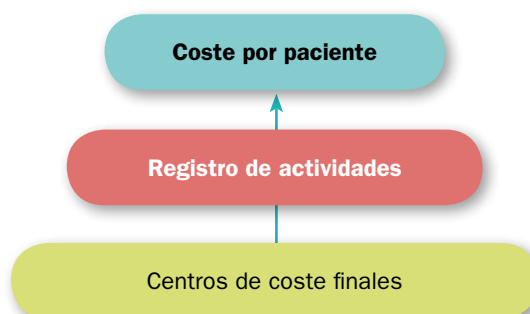 Coste por paciente
Registro de actividades
Centros de coste finales